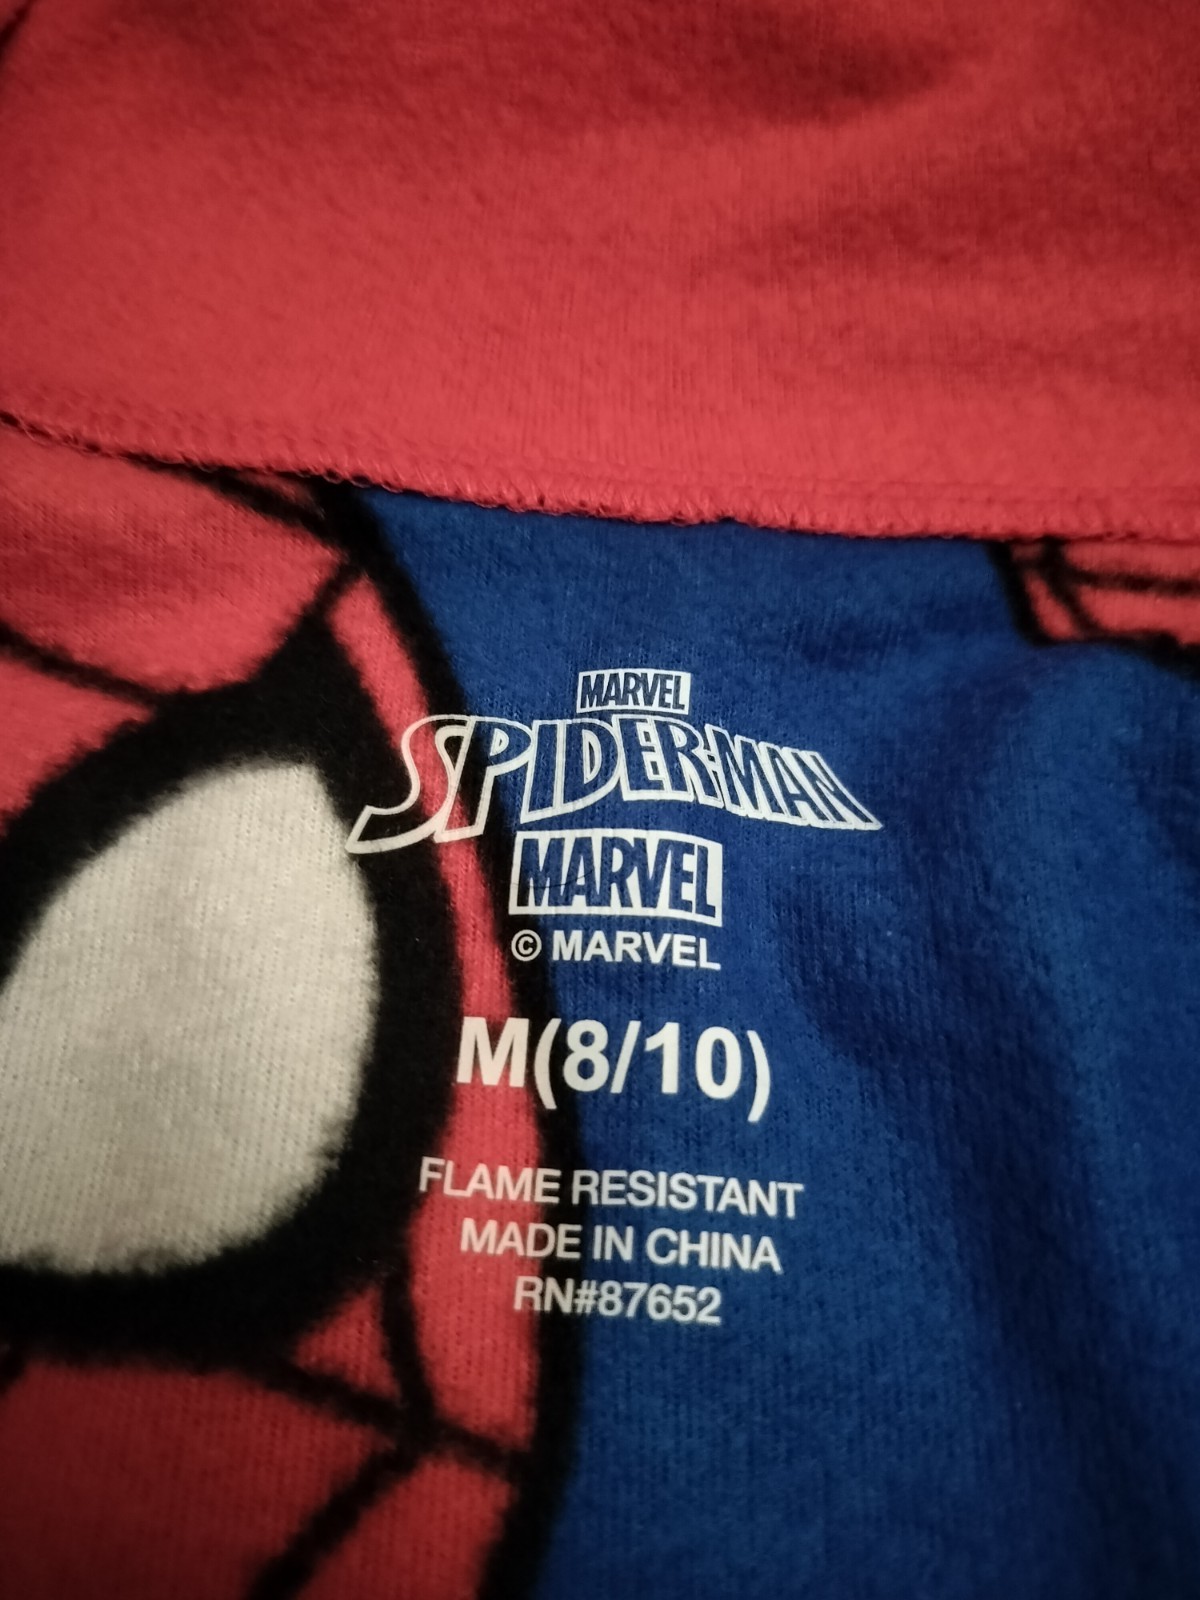 MARVEL
SPIDER-MAN
MARVEL
© MARVEL
M(8/10)
FLAME RESISTANT
MADE IN CHINA
RN#87652